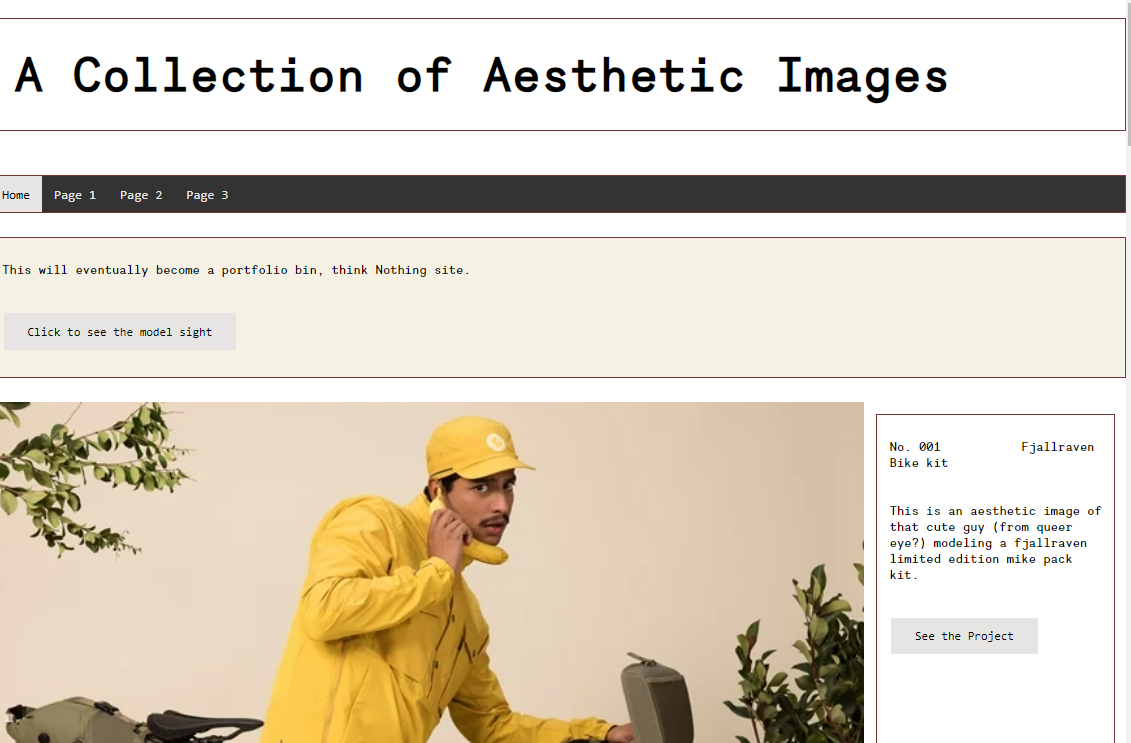 A Collection of Aesthetic Images
Home Page 1 Page 2 Page 3
This will eventually become a portfolio bin, think Nothing site.
Click to see the model sight
No. 001 Fjallraven
Bike kit
This is an aesthetic image of
that cute guy (from queer
eye?) modeling a fjallraven
limited edition mike pack
kit.
See the Project